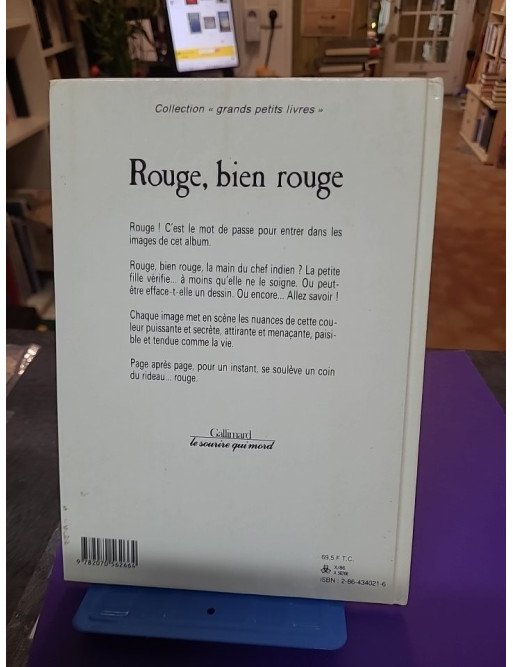 Collection « grands petits livres »
Rouge, bien rouge
Rouge ! C'est le mot de passe pour entrer dans les
images de cet album.
Rouge, bien rouge, la main du chef indien ? La petite
fille vérifie... à moins qu'elle ne le soigne. Ou peut-
être efface-t-elle un dessin. Ou encore... Allez savoir !
Chaque image met en scène les nuances de cette cou-
leur puissante et secrète, attirante et menaçante, paisi-
ble et tendue comme la vie.
Page après page, pour un instant, se soulève un coin
du rideau... rouge.
Gallimard
le sourire qui mord
9 782070 562664
69,5 F T.C.
ISBN : 2-86-434021-6